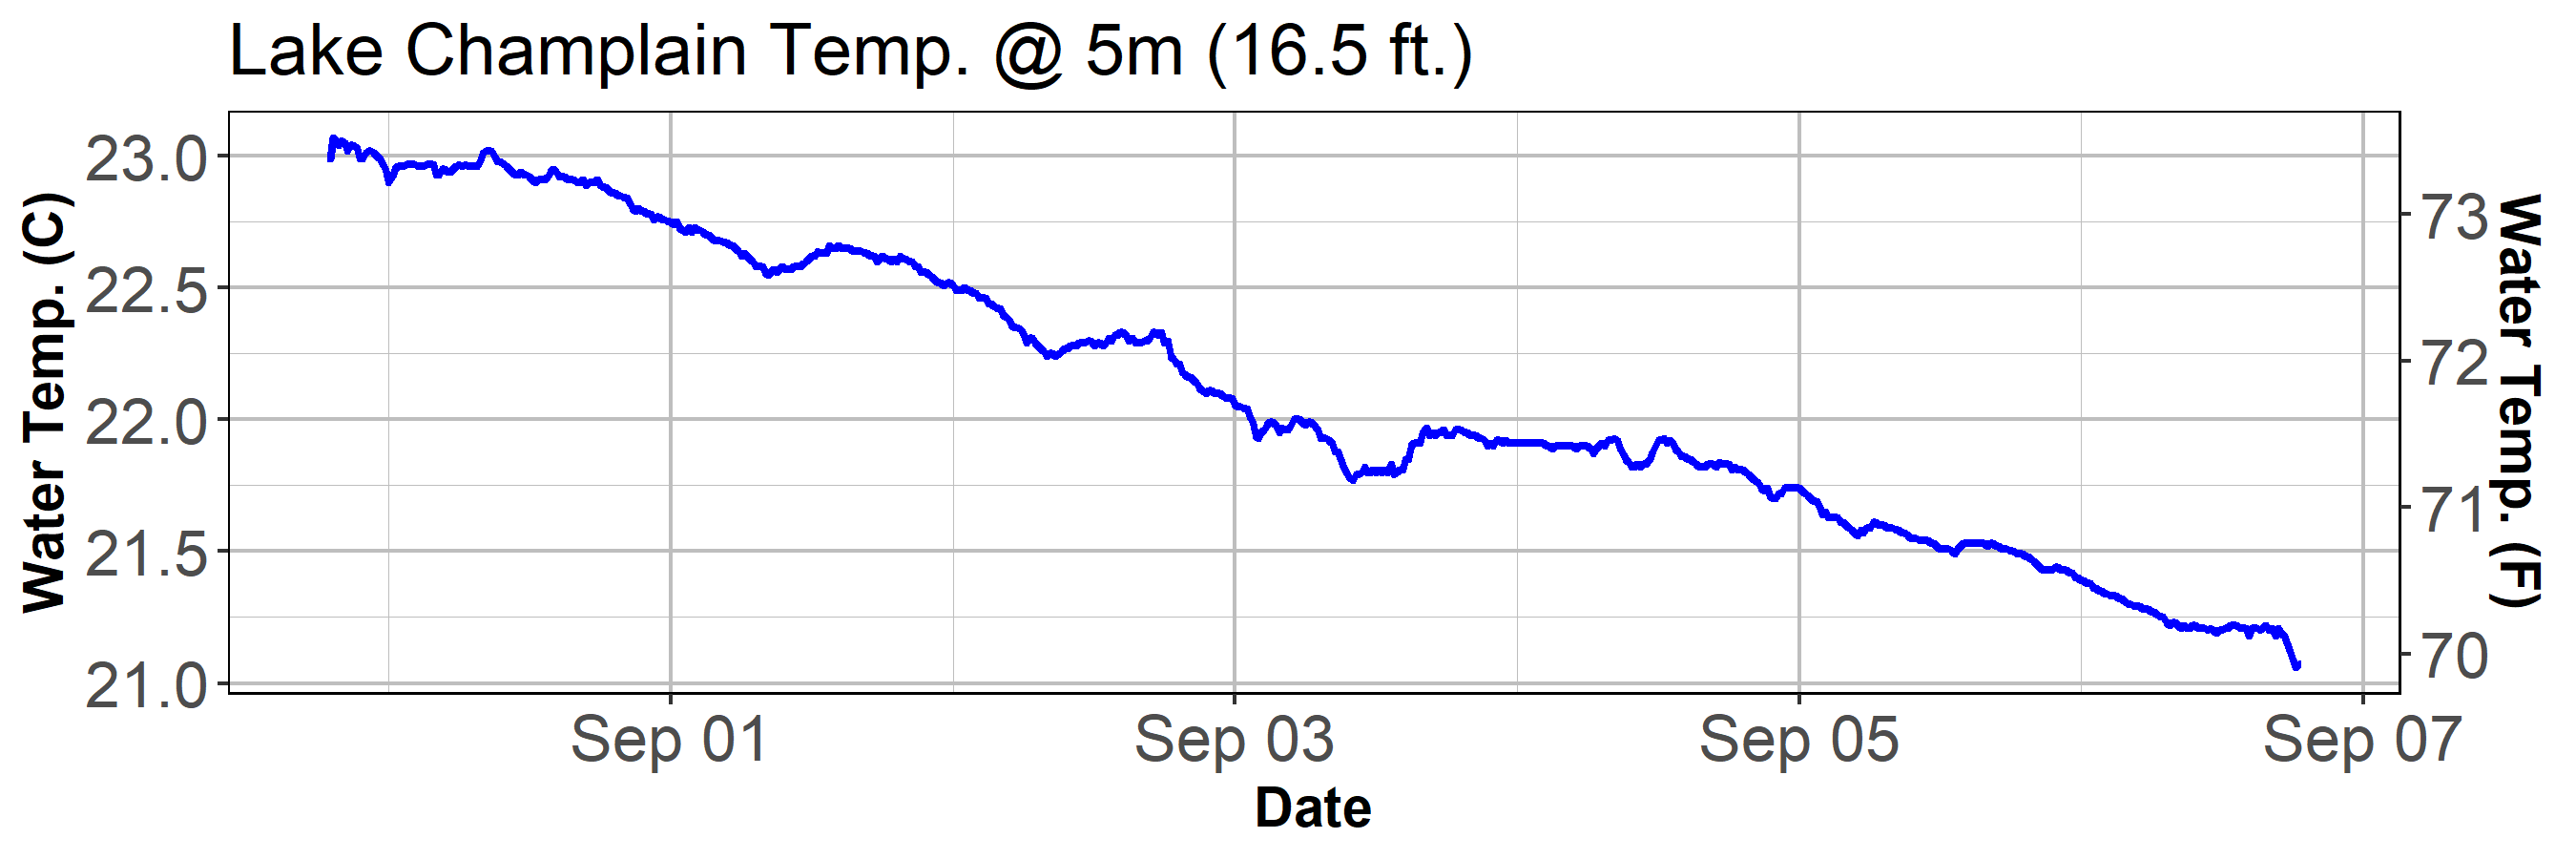 Lake Champlain Temp. @ 5m (16.5 ft.)
Water Temp. (C)
23.0
22.5
22.0
21.5
21.0
73
72
71
70
Water Temp. (F)
Sep 01 Sep 03 Sep 05 Sep 07
Date